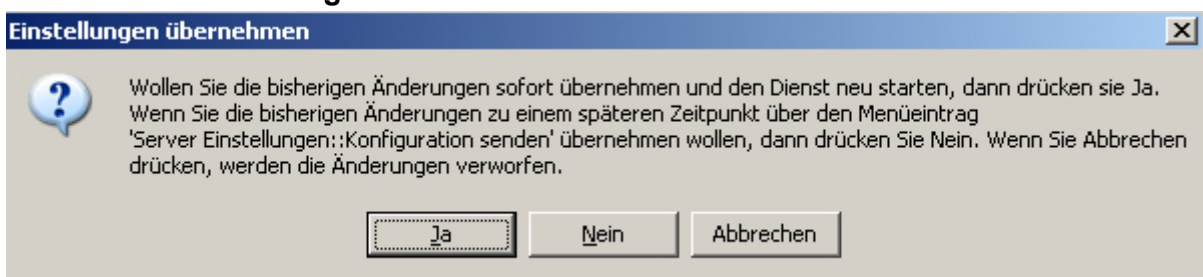 Einstellungen übernehmen
Wollen Sie die bisherigen Änderungen sofort übernehmen und den Dienst neu starten, dann drücken sie Ja.
Wenn Sie die bisherigen Änderungen zu einem späteren Zeitpunkt über den Menüeintrag
'Server Einstellungen::Konfiguration senden' übernehmen wollen, dann drücken Sie Nein. Wenn Sie Abbrechen
drücken, werden die Änderungen verworfen.
Ja Nein Abbrechen